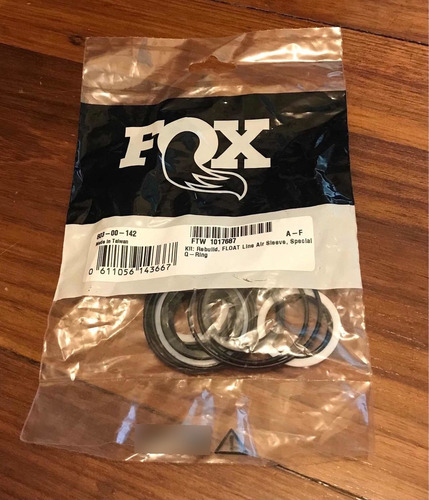 FOX
803-00-142
Made in Taiwan
FTW 1017687
A-F
Kit: Rebuild, FLOAT Line Air Sleeve, Special
Q-Ring
0 611056 143667